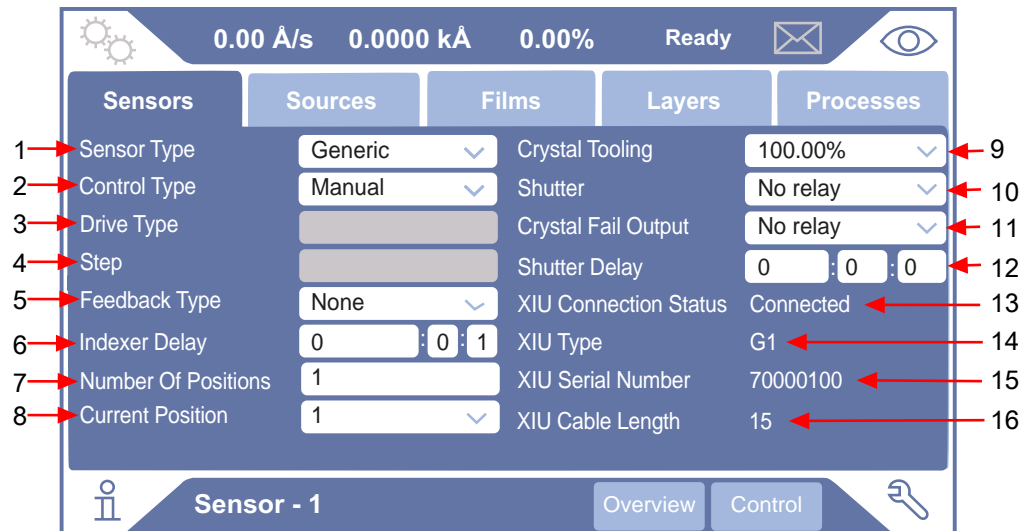 0.00 Å/s 0.0000 kÅ 0.00% Ready
Sensors Sources Films Layers Processes
1 Sensor Type Generic Crystal Tooling 100.00% 9
2 Control Type Manual Shutter No relay 10
3 Drive Type Crystal Fail Output No relay 11
4 Step Shutter Delay 0 : 0 : 0 12
5 Feedback Type None XIU Connection Status Connected 13
6 Indexer Delay 0 : 0 : 1 XIU Type G1 14
7 Number Of Positions 1 XIU Serial Number 70000100 15
8 Current Position 1 XIU Cable Length 15 16
Sensor - 1 Overview Control